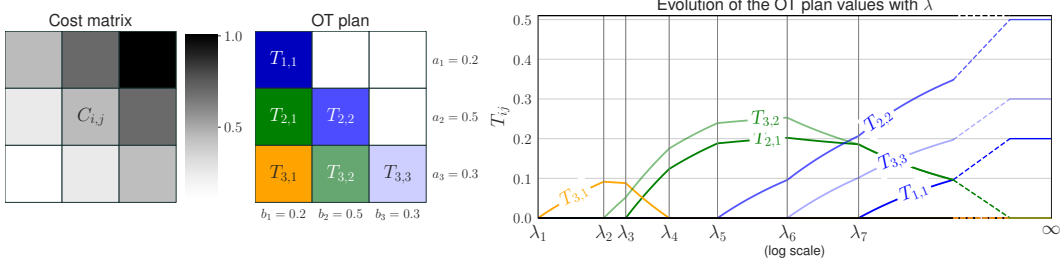 Cost matrix
C_{i,j}
1.0
0.5
OT plan
T_{1,1}
T_{2,1} T_{2,2}
T_{3,1} T_{3,2} T_{3,3}
a_1 = 0.2
a_2 = 0.5
a_3 = 0.3
b_1 = 0.2 b_2 = 0.5 b_3 = 0.3
Evolution of the OT plan values with λ
T_{ij}
0.5
0.4
0.3
0.2
0.1
0.0
T_{3,1}
T_{3,2}
T_{2,1}
T_{2,2}
T_{3,3}
T_{1,1}
λ_1 λ_2 λ_3 λ_4 λ_5 λ_6 λ_7 ∞
(log scale)